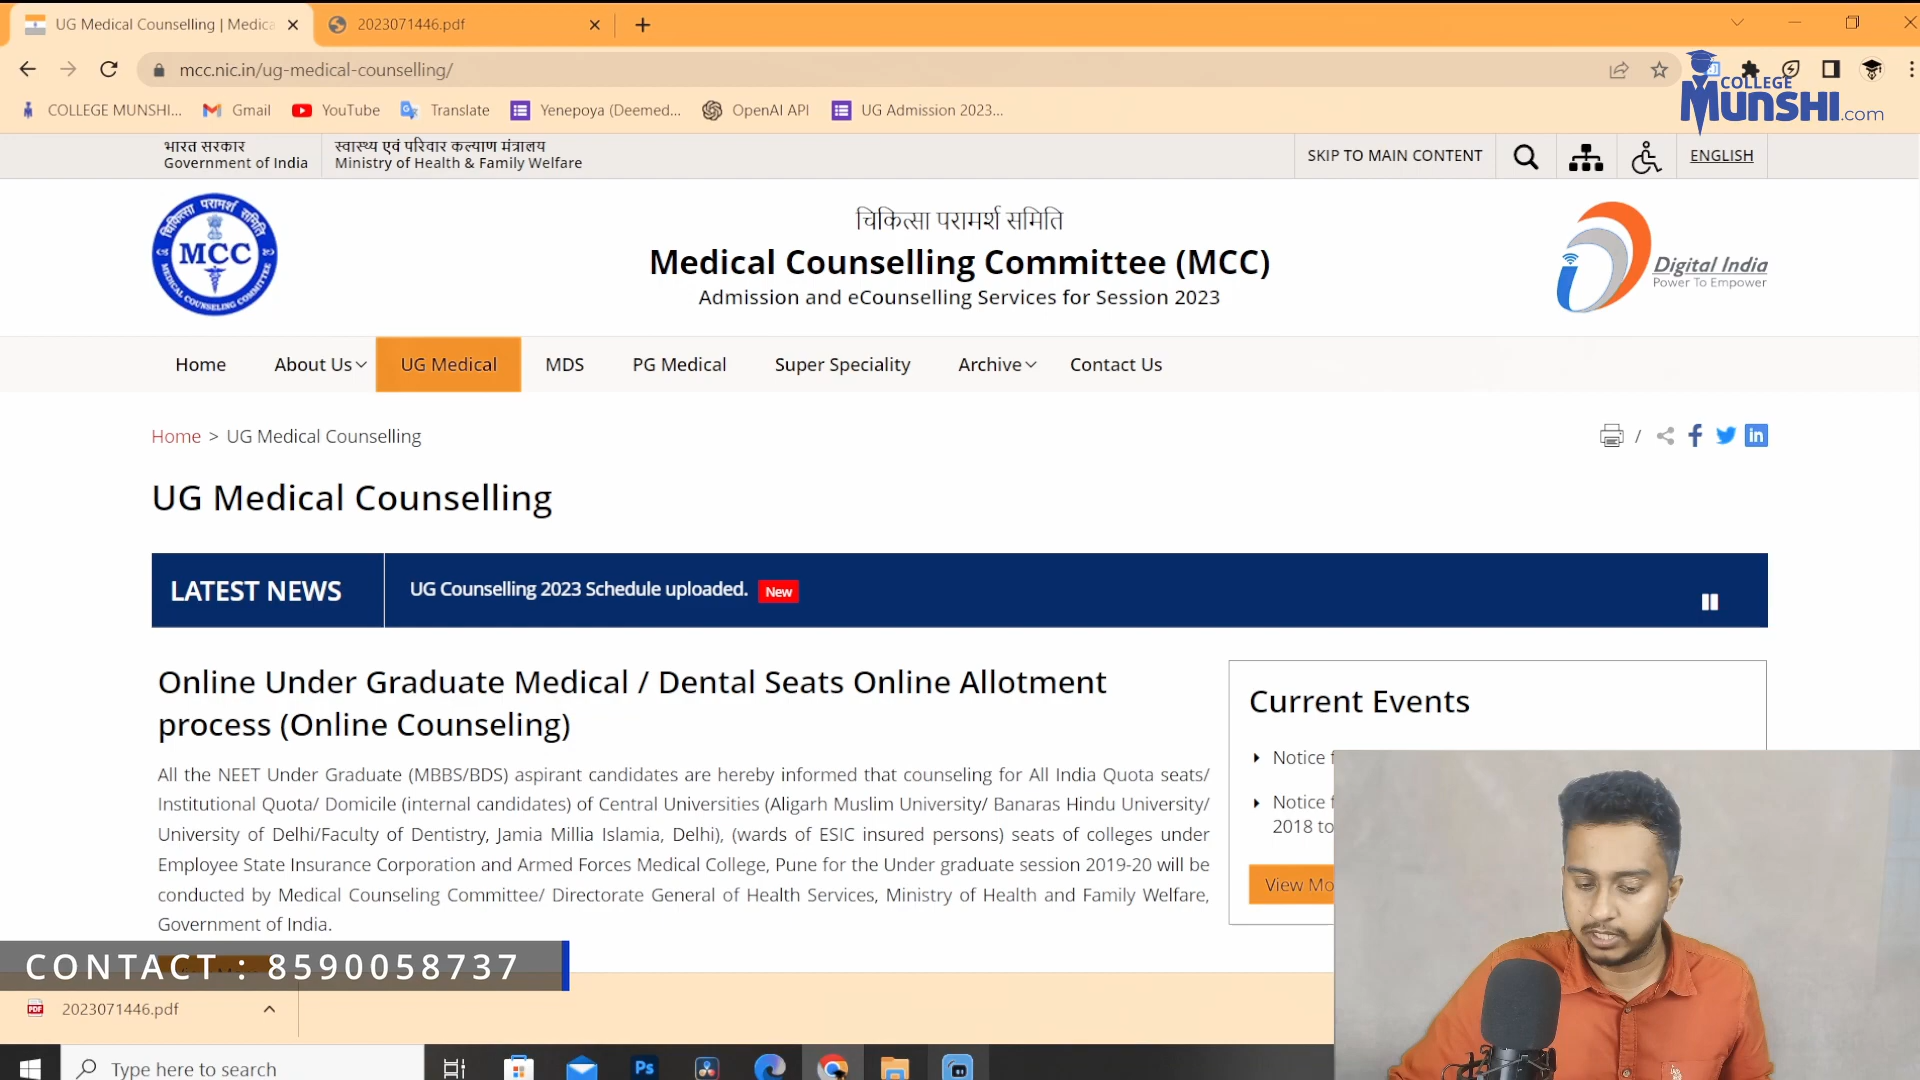 UG Medical Counselling | Medica
2023071446.pdf
mcc.nic.in/ug-medical-counselling/
COLLEGE MUNSHI...
Gmail
YouTube
Translate
Yenepoya (Deemed...
OpenAI API
UG Admission 2023...
COLLEGE
MUNSHI.com
भारत सरकार
Government of India
स्वास्थ्य एवं परिवार कल्याण मंत्रालय
Ministry of Health & Family Welfare
SKIP TO MAIN CONTENT
ENGLISH
चिकित्सा परामर्श समिति
MCC
MEDICAL COUNSELING COMMITTEE
चिकित्सा परामर्श समिति
Medical Counselling Committee (MCC)
Admission and eCounselling Services for Session 2023
Digital India
Power To Empower
Home
About Us
UG Medical
MDS
PG Medical
Super Speciality
Archive
Contact Us
Home > UG Medical Counselling
/
UG Medical Counselling
LATEST NEWS
UG Counselling 2023 Schedule uploaded. New
Online Under Graduate Medical / Dental Seats Online Allotment
process (Online Counseling)
All the NEET Under Graduate (MBBS/BDS) aspirant candidates are hereby informed that counseling for All India Quota seats/
Institutional Quota/ Domicile (internal candidates) of Central Universities (Aligarh Muslim University/ Banaras Hindu University/
University of Delhi/Faculty of Dentistry, Jamia Millia Islamia, Delhi), (wards of ESIC insured persons) seats of colleges under
Employee State Insurance Corporation and Armed Forces Medical College, Pune for the Under graduate session 2019-20 will be
conducted by Medical Counseling Committee/ Directorate General of Health Services, Ministry of Health and Family Welfare,
Government of India.
Current Events
Notice
Notice
2018 to
View Mo
CONTACT : 8590058737
2023071446.pdf
Type here to search
Ps